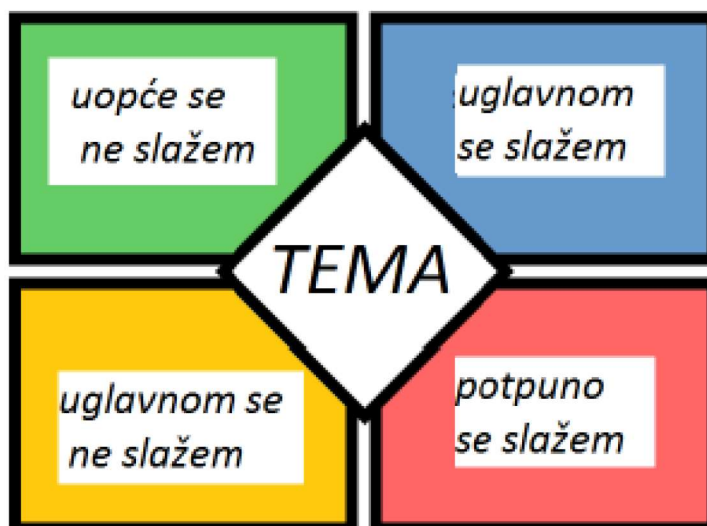 uopće se
ne slažem
uglavnom
se slažem
TEMA
uglavnom se
ne slažem
potpuno
se slažem